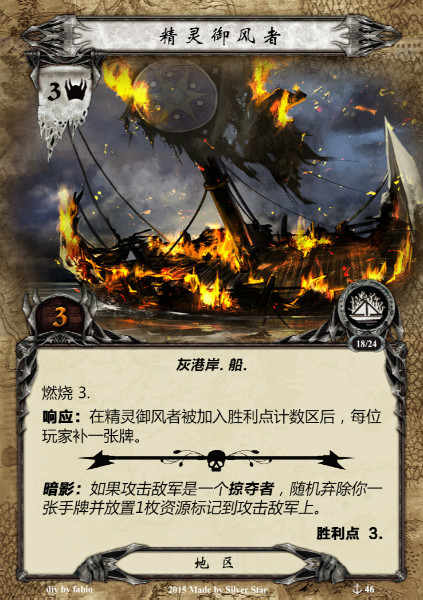 精灵御风者
3
3
18/24
灰港岸. 船.
燃烧 3.
响应：在精灵御风者被加入胜利点计数区后，每位
玩家补一张牌。
暗影：如果攻击敌军是一个掠夺者，随机弃除你一
张手牌并放置1枚资源标记到攻击敌军上。
胜利点 3.
地区
diy by fabio 2015 Made by Silver Star 46